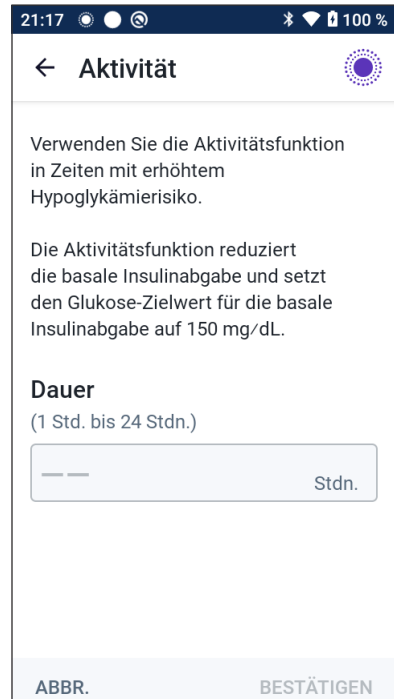 21:17 100 %
Aktivität
Verwenden Sie die Aktivitätsfunktion
in Zeiten mit erhöhtem
Hypoglykämierisiko.
Die Aktivitätsfunktion reduziert
die basale Insulinabgabe und setzt
den Glukose-Zielwert für die basale
Insulinabgabe auf 150 mg/dL.
Dauer
(1 Std. bis 24 Stdn.)
—— Stdn.
ABBR. BESTÄTIGEN